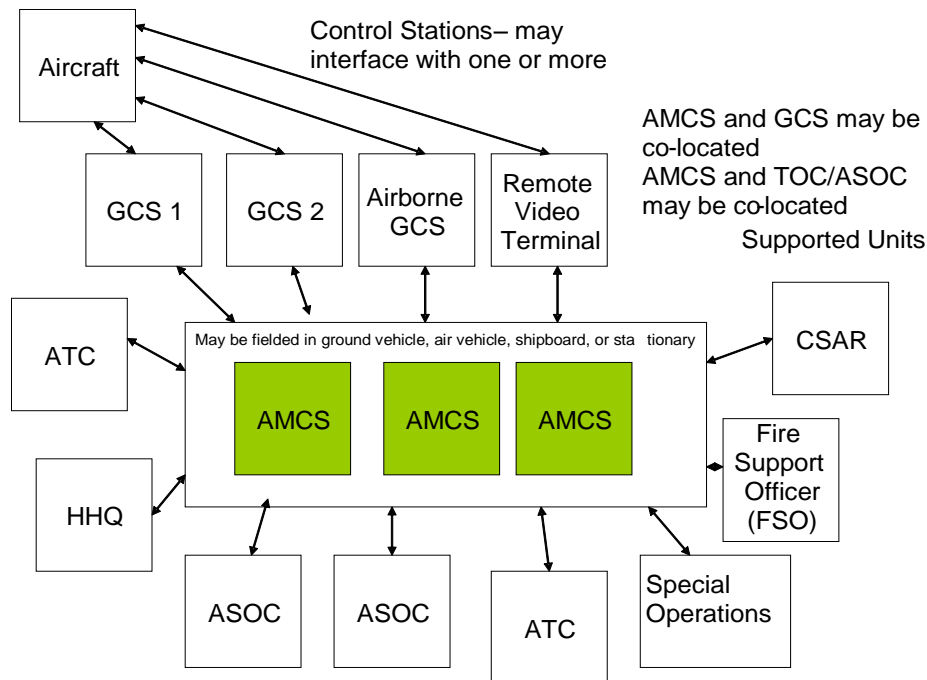 Control Stations– may
interface with one or more
Aircraft
AMCS and GCS may be
co-located
AMCS and TOC/ASOC
may be co-located
Supported Units
GCS 1
GCS 2
Airborne
GCS
Remote
Video
Terminal
May be fielded in ground vehicle, air vehicle, shipboard, or sta tionary
ATC
CSAR
AMCS
AMCS
AMCS
Fire
Support
Officer
(FSO)
HHQ
ASOC
ASOC
ATC
Special
Operations